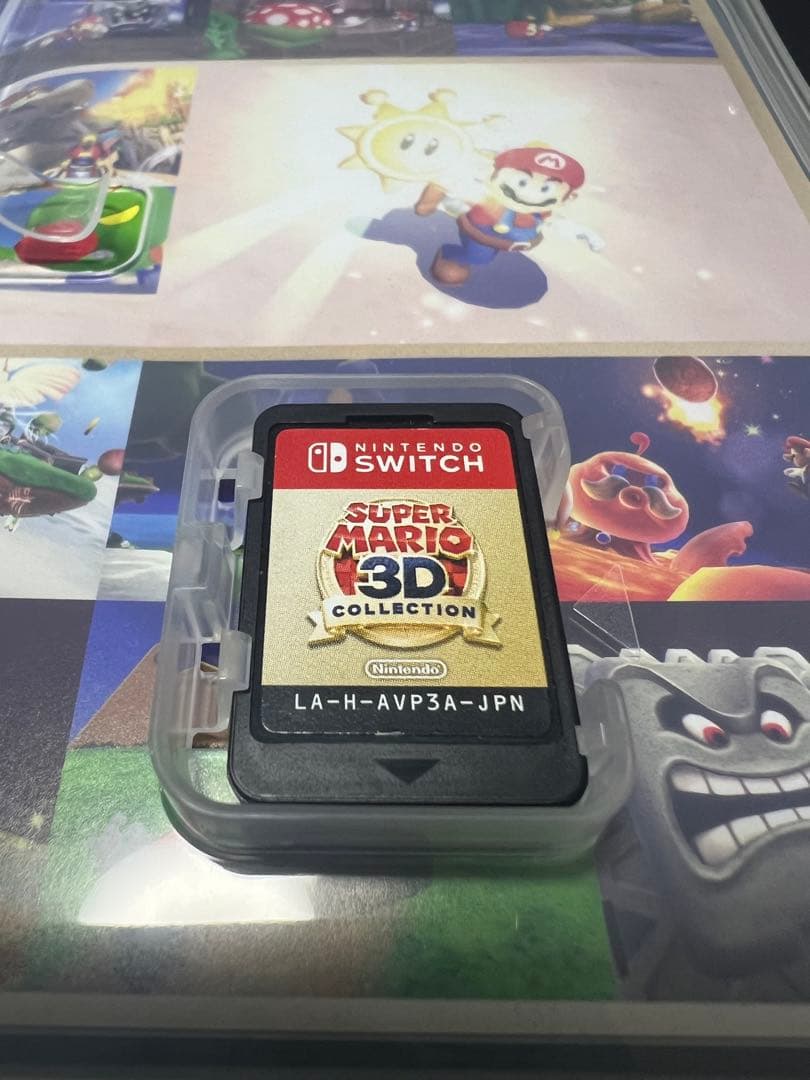 M
NINTENDO
SWITCH
SUPER
MARIO
3D
COLLECTION
Nintendo
LA-H-AVP3A-JPN